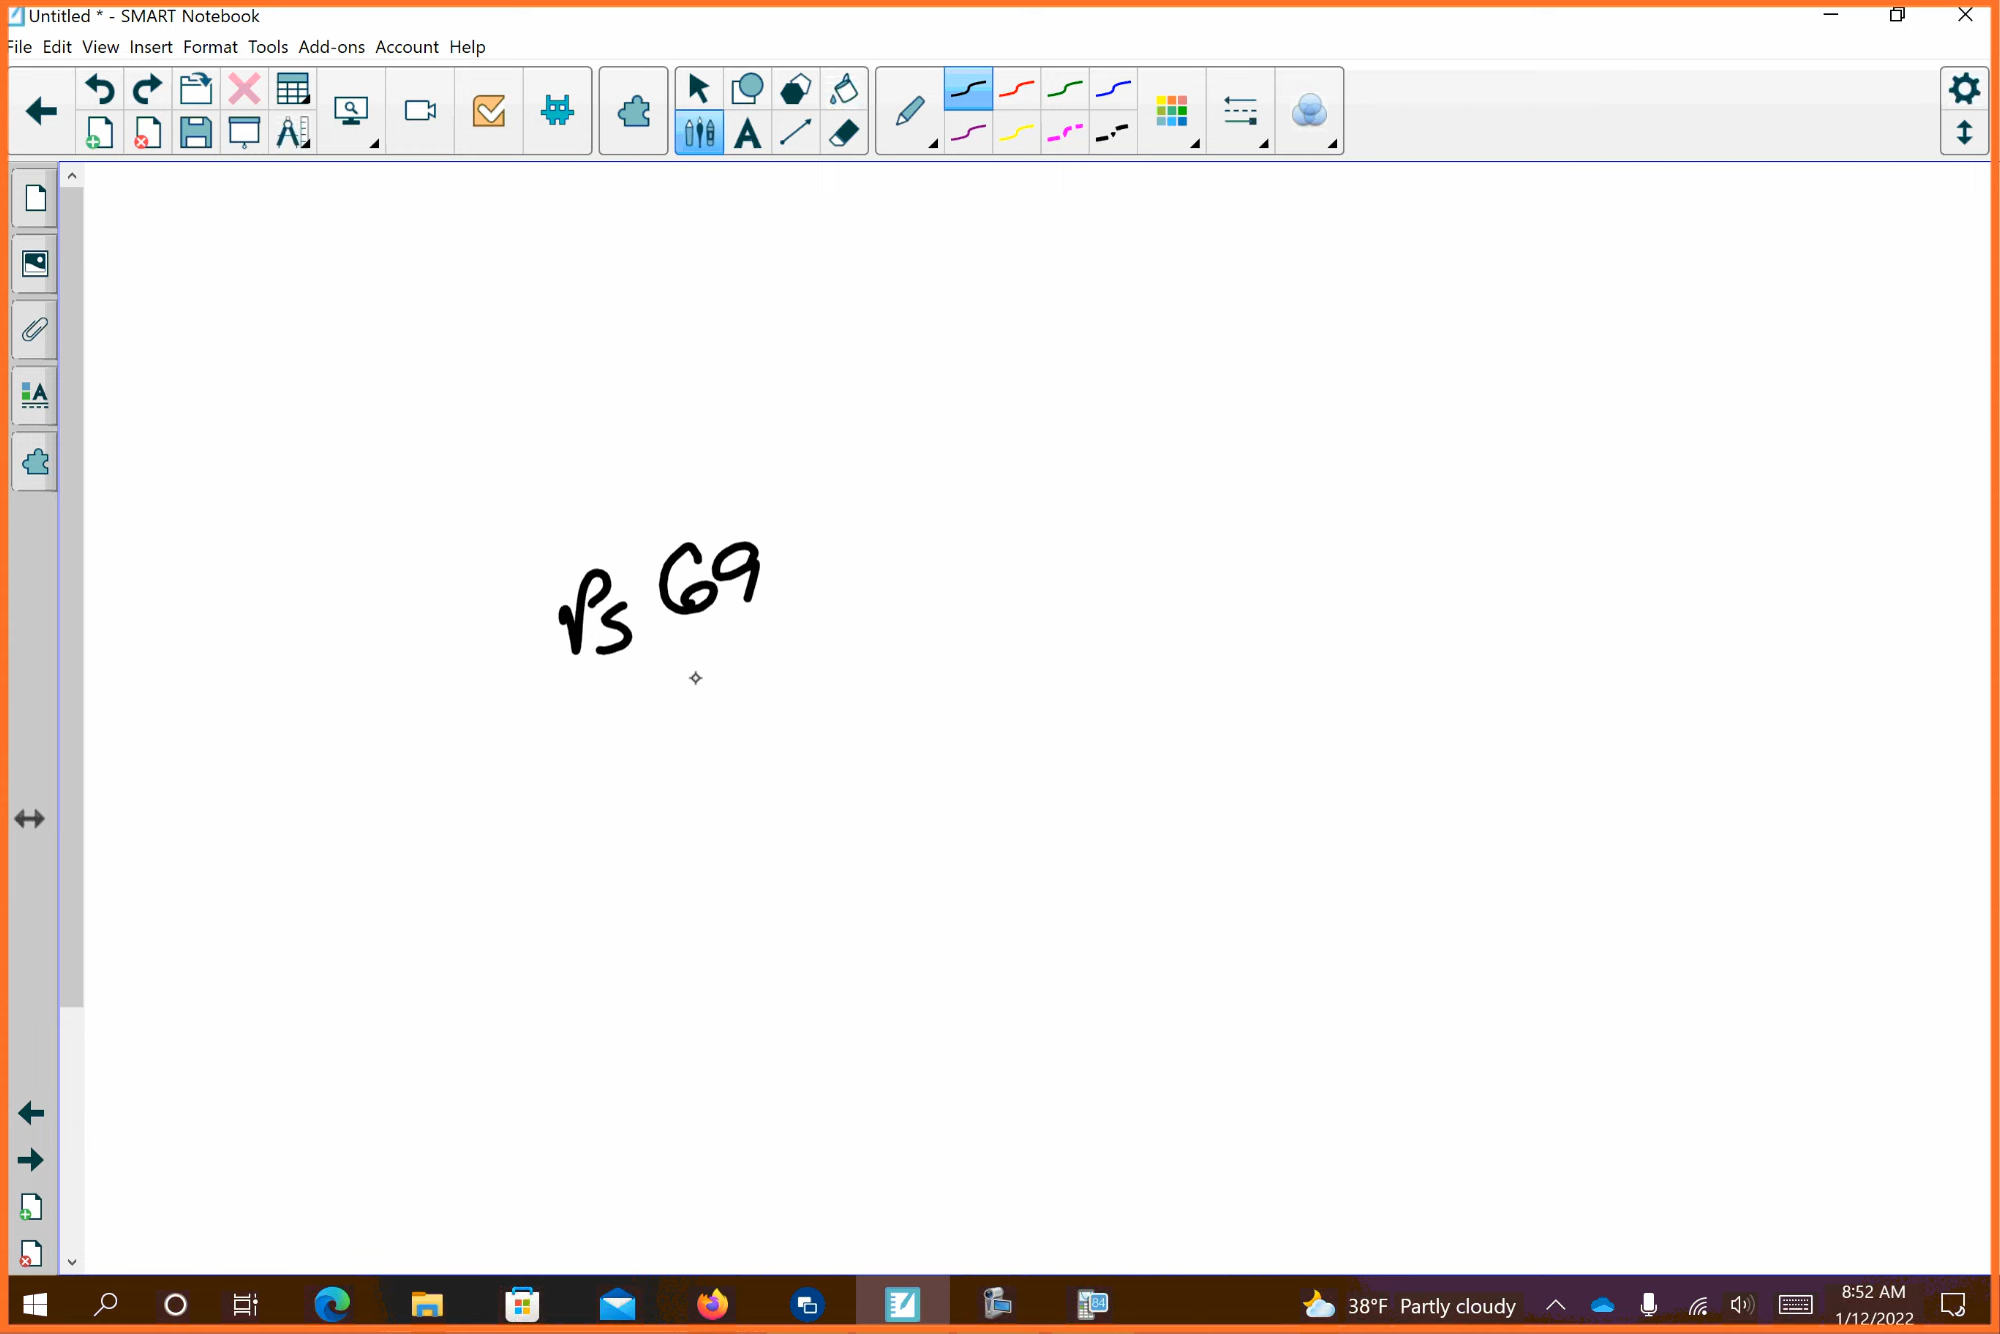 Untitled * - SMART Notebook
File Edit View Insert Format Tools Add-ons Account Help
Ps 69
84
38°F Partly cloudy
8:52 AM
1/12/2022